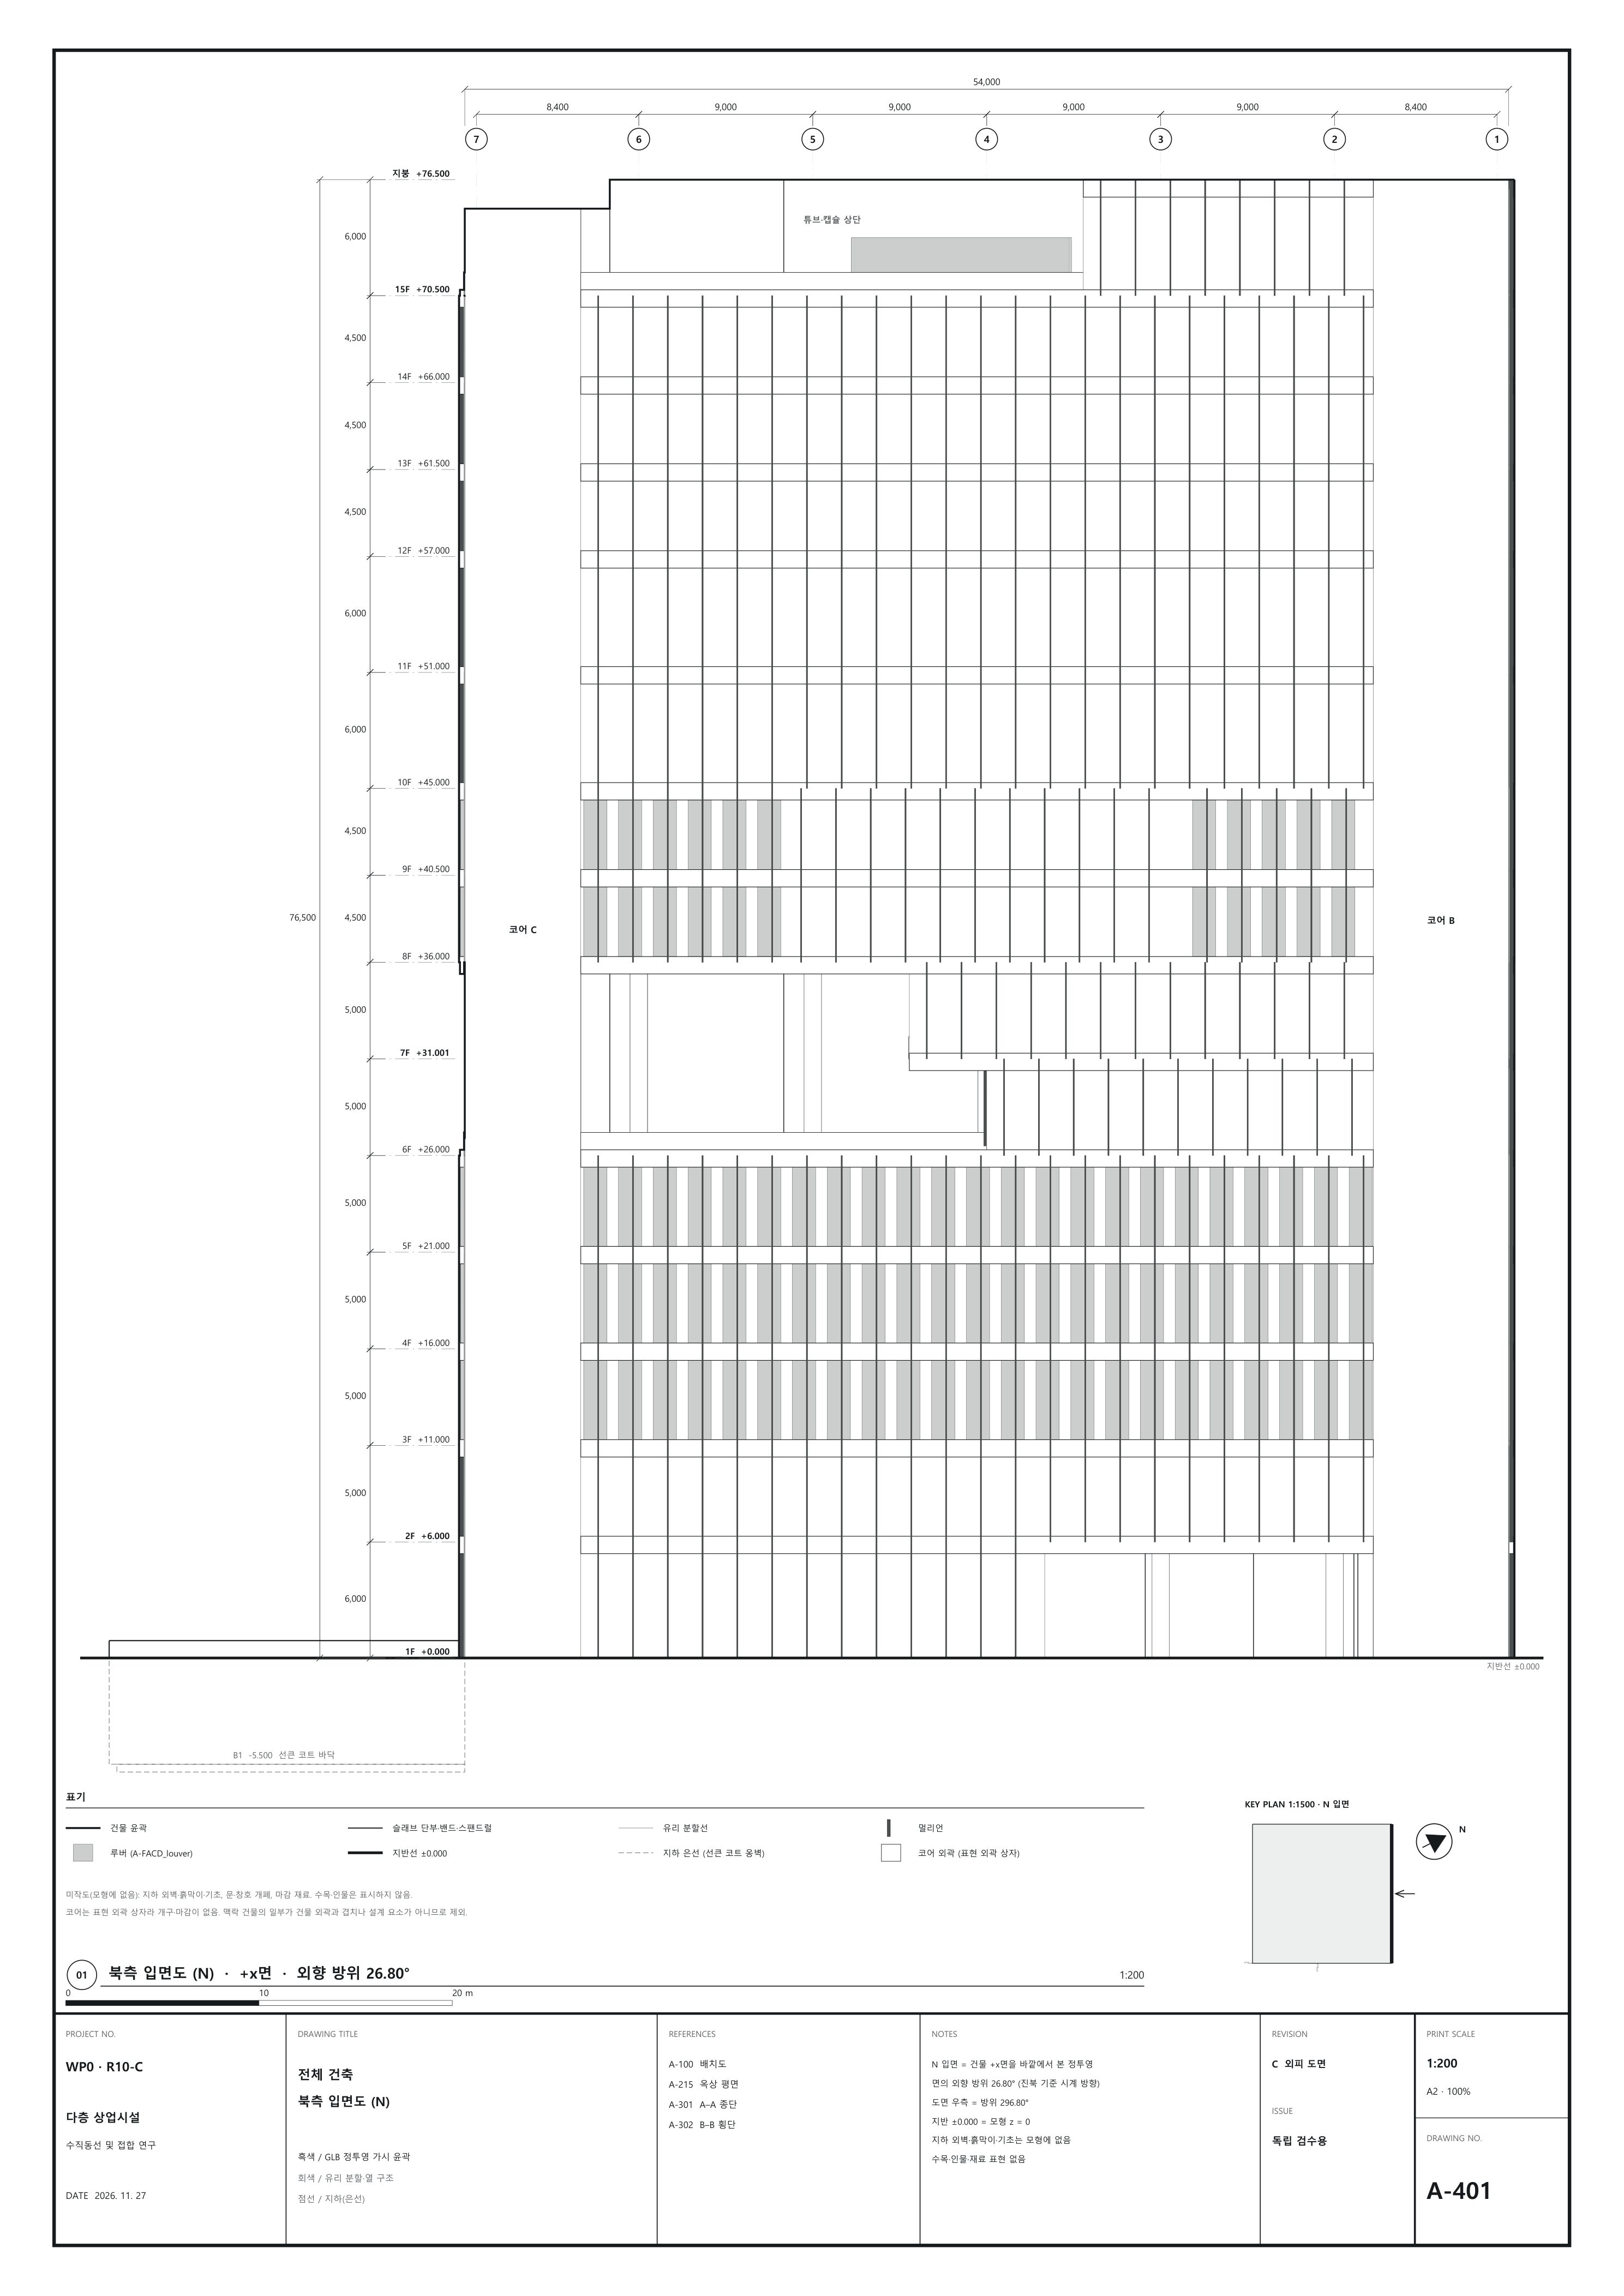 54,000
8,400 9,000 9,000 9,000 9,000 8,400
7 6 5 4 3 2 1
지붕 +76.500
튜브·캡슐 상단
6,000
15F +70.500
4,500
14F +66.000
4,500
13F +61.500
4,500
12F +57.000
6,000
11F +51.000
6,000
10F +45.000
4,500
9F +40.500
76,500
4,500
코어 C
코어 B
8F +36.000
5,000
7F +31.001
5,000
6F +26.000
5,000
5F +21.000
5,000
4F +16.000
5,000
3F +11.000
5,000
2F +6.000
6,000
1F +0.000
지반선 ±0.000
B1 -5.500 선큰 코트 바닥
표기
건물 윤곽
슬래브 단부·밴드·스팬드럴
유리 분할선
멀리언
루버 (A-FACD_louver)
지반선 ±0.000
지하 은선 (선큰 코트 옹벽)
코어 외곽 (표현 외곽 상자)
미작도(모형에 없음): 지하 외벽·흙막이·기초, 문·창호 개폐, 마감 재료. 수목·인물은 표시하지 않음.
코어는 표현 외곽 상자라 개구·마감이 없음. 맥락 건물의 일부가 건물 외곽과 겹치나 설계 요소가 아니므로 제외.
KEY PLAN 1:1500 · N 입면
N
01 북측 입면도 (N) · +x면 · 외향 방위 26.80°
1:200
0 10 20 m
PROJECT NO.
WP0 · R10-C
다층 상업시설
수직동선 및 접합 연구
DATE 2026. 11. 27
DRAWING TITLE
전체 건축
북측 입면도 (N)
흑색 / GLB 정투영 가시 윤곽
회색 / 유리 분할·열 구조
점선 / 지하(은선)
REFERENCES
A-100 배치도
A-215 옥상 평면
A-301 A–A 종단
A-302 B–B 횡단
NOTES
N 입면 = 건물 +x면을 바깥에서 본 정투영
면의 외향 방위 26.80° (진북 기준 시계 방향)
도면 우측 = 방위 296.80°
지반 ±0.000 = 모형 z = 0
지하 외벽·흙막이·기초는 모형에 없음
수목·인물·재료 표현 없음
REVISION
C 외피 도면
ISSUE
독립 검수용
PRINT SCALE
1:200
A2 · 100%
DRAWING NO.
A-401